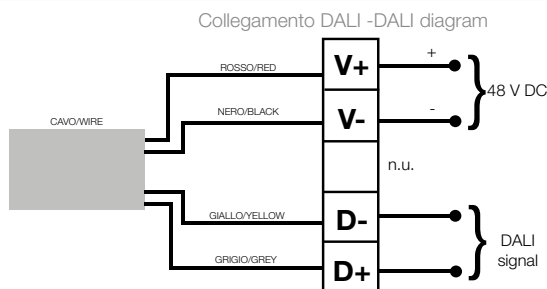 Collegamento DALI -DALI diagram
ROSSO/RED
V+
+
48 V DC
NERO/BLACK
V-
-
CAVO/WIRE
n.u.
GIALLO/YELLOW
D-
DALI
signal
GRIGIO/GREY
D+